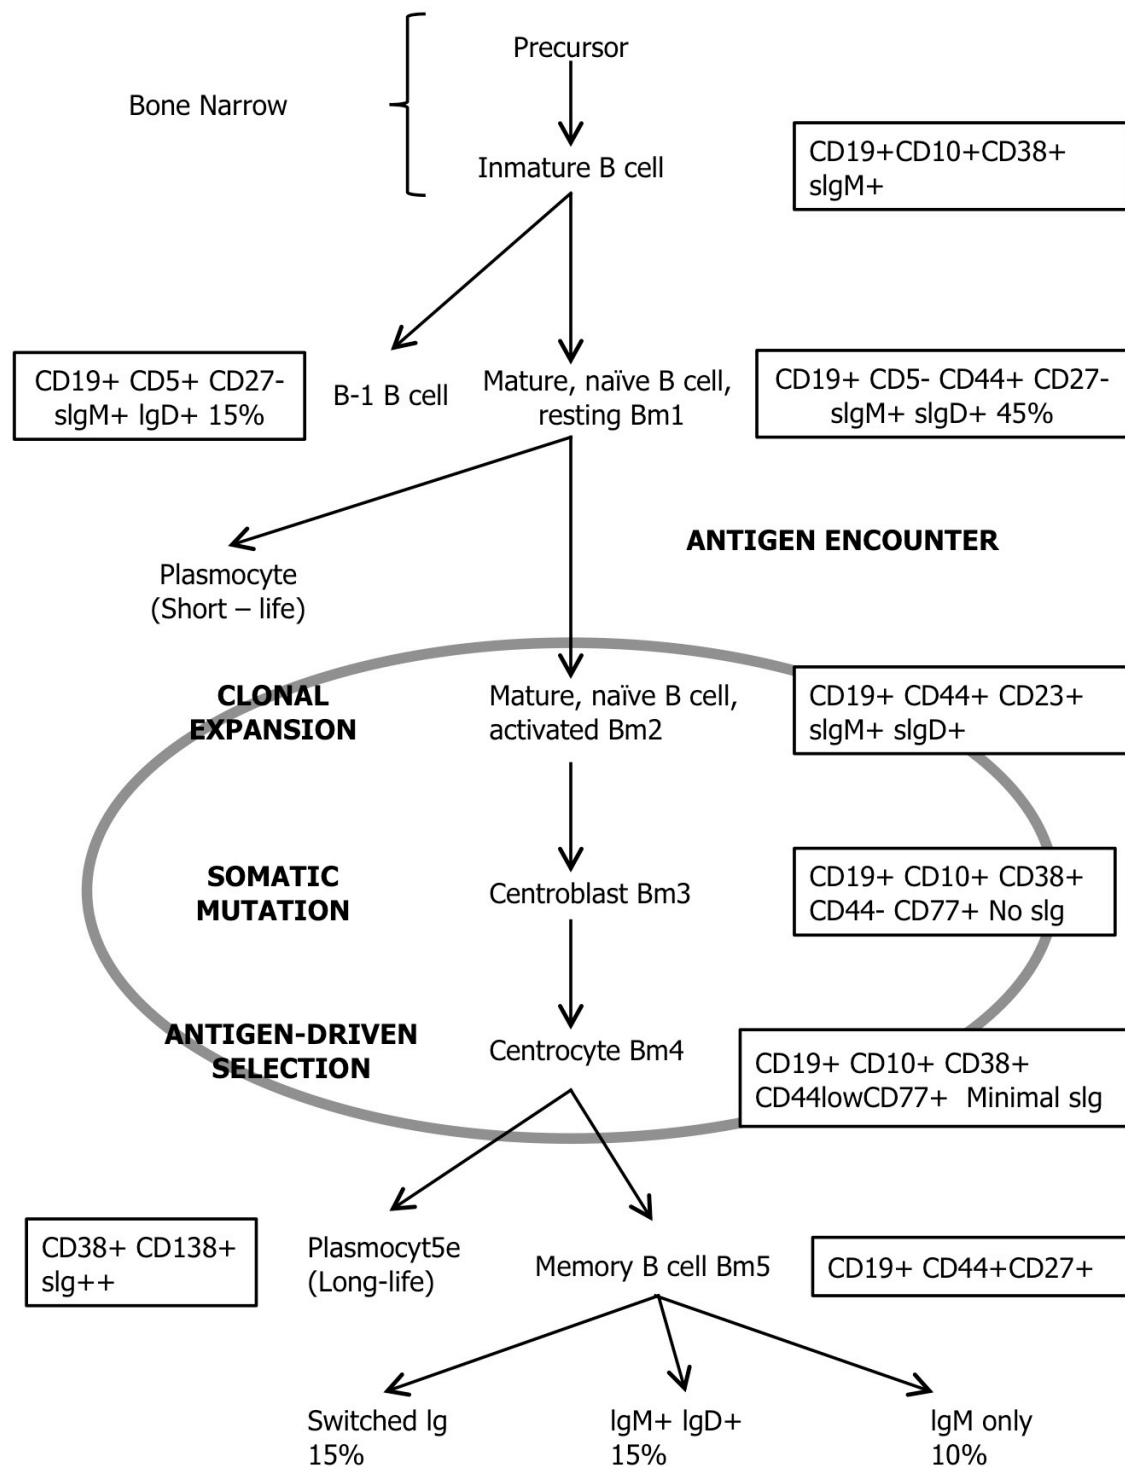 Precursor
Bone Narrow
Inmature B cell
CD19+CD10+CD38+
sIgM+
CD19+ CD5+ CD27-
sIgM+ IgD+ 15%
B-1 B cell
Mature, naïve B cell,
resting Bm1
CD19+ CD5- CD44+ CD27-
sIgM+ sIgD+ 45%
ANTIGEN ENCOUNTER
Plasmocyte
(Short – life)
CLONAL
EXPANSION
Mature, naïve B cell,
activated Bm2
CD19+ CD44+ CD23+
sIgM+ sIgD+
SOMATIC
MUTATION
Centroblast Bm3
CD19+ CD10+ CD38+
CD44- CD77+ No sIg
ANTIGEN-DRIVEN
SELECTION
Centrocyte Bm4
CD19+ CD10+ CD38+
CD44lowCD77+  Minimal sIg
CD38+ CD138+
sIg++
Plasmocyt5e
(Long-life)
Memory B cell Bm5
CD19+ CD44+CD27+
Switched Ig
15%
IgM+ IgD+
15%
IgM only
10%